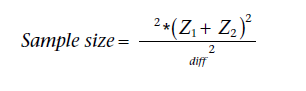 Sample size = ²*(Z₁ + Z₂)² / diff ²